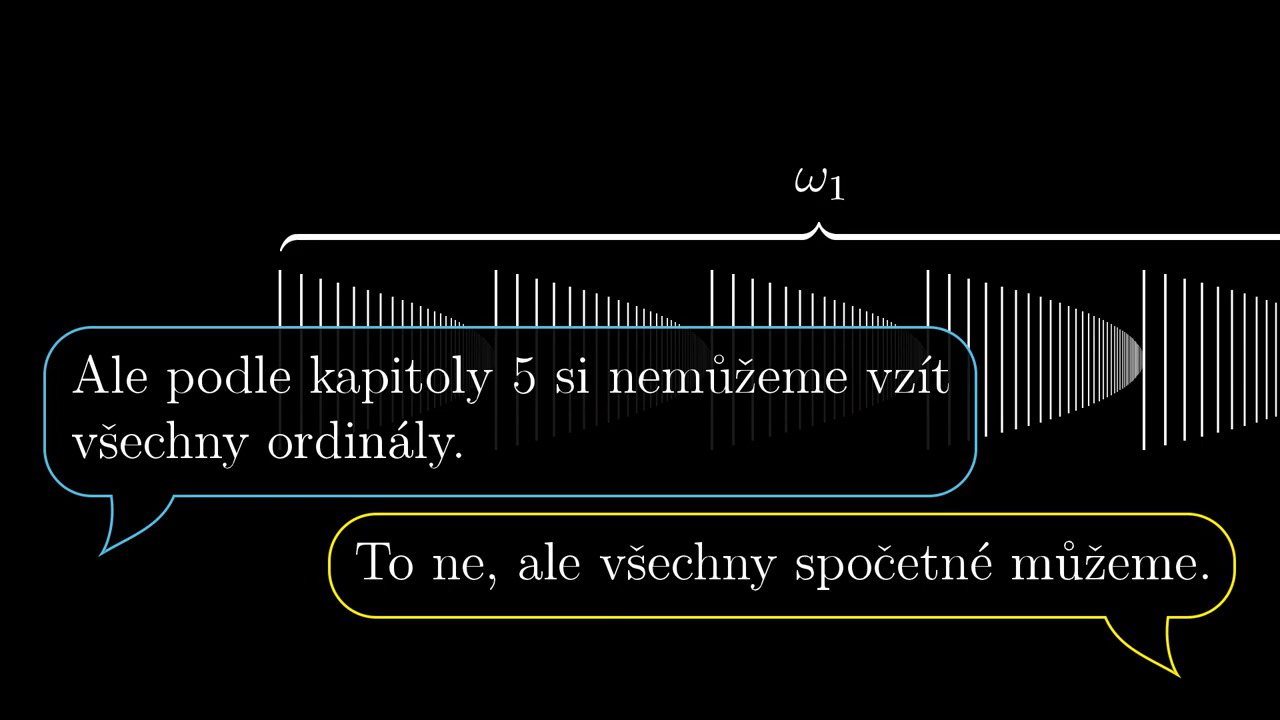 ω₁
Ale podle kapitoly 5 si nemůžeme vzít
všechny ordinály.
To ne, ale všechny spočetné můžeme.